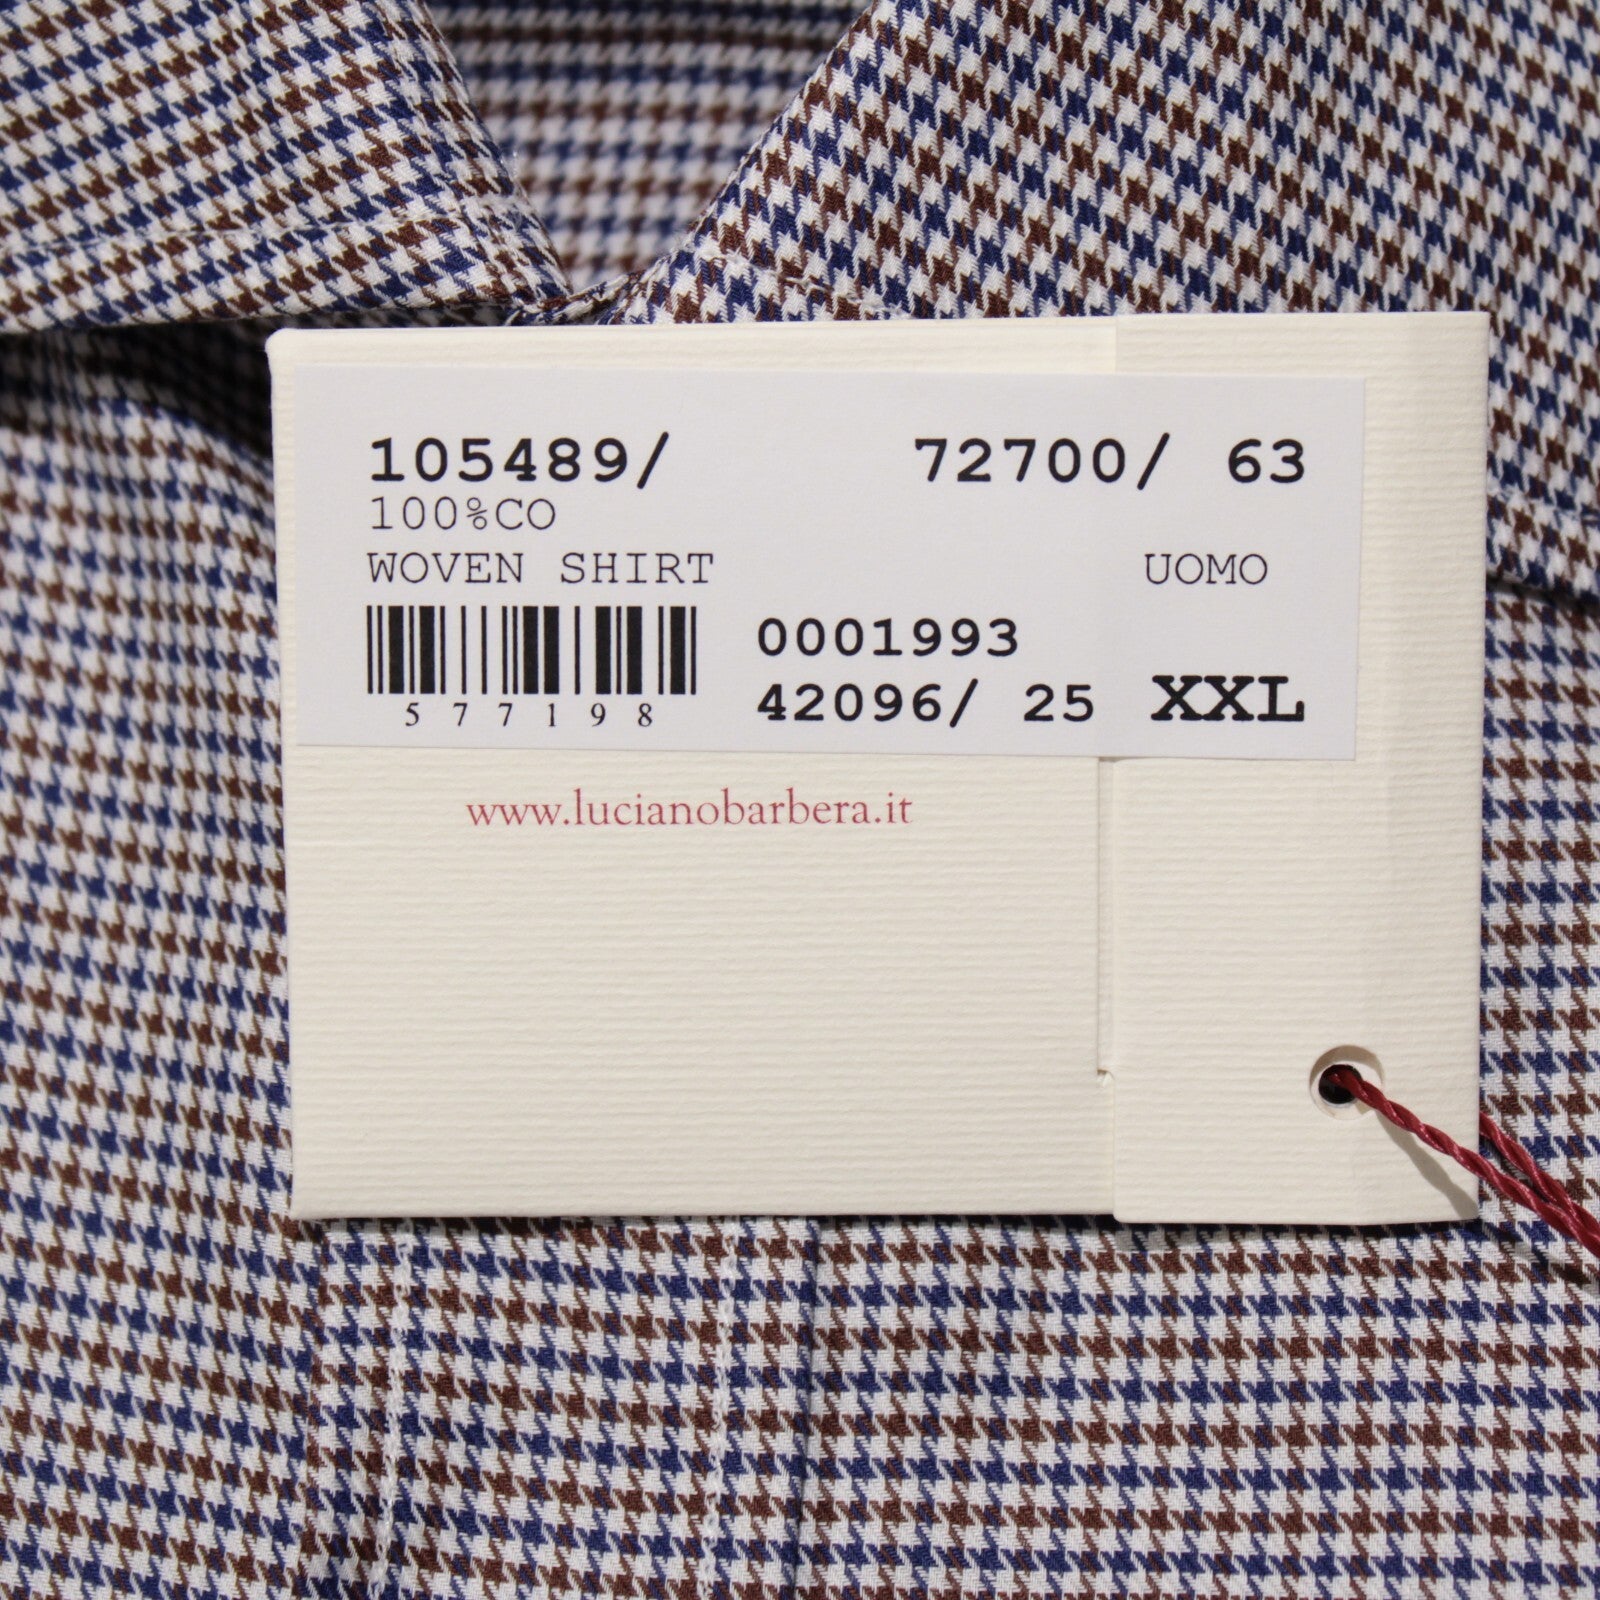 105489/ 72700/ 63
100%CO
WOVEN SHIRT UOMO
577198
0001993
42096/ 25 XXL
www.lucianobarbera.it